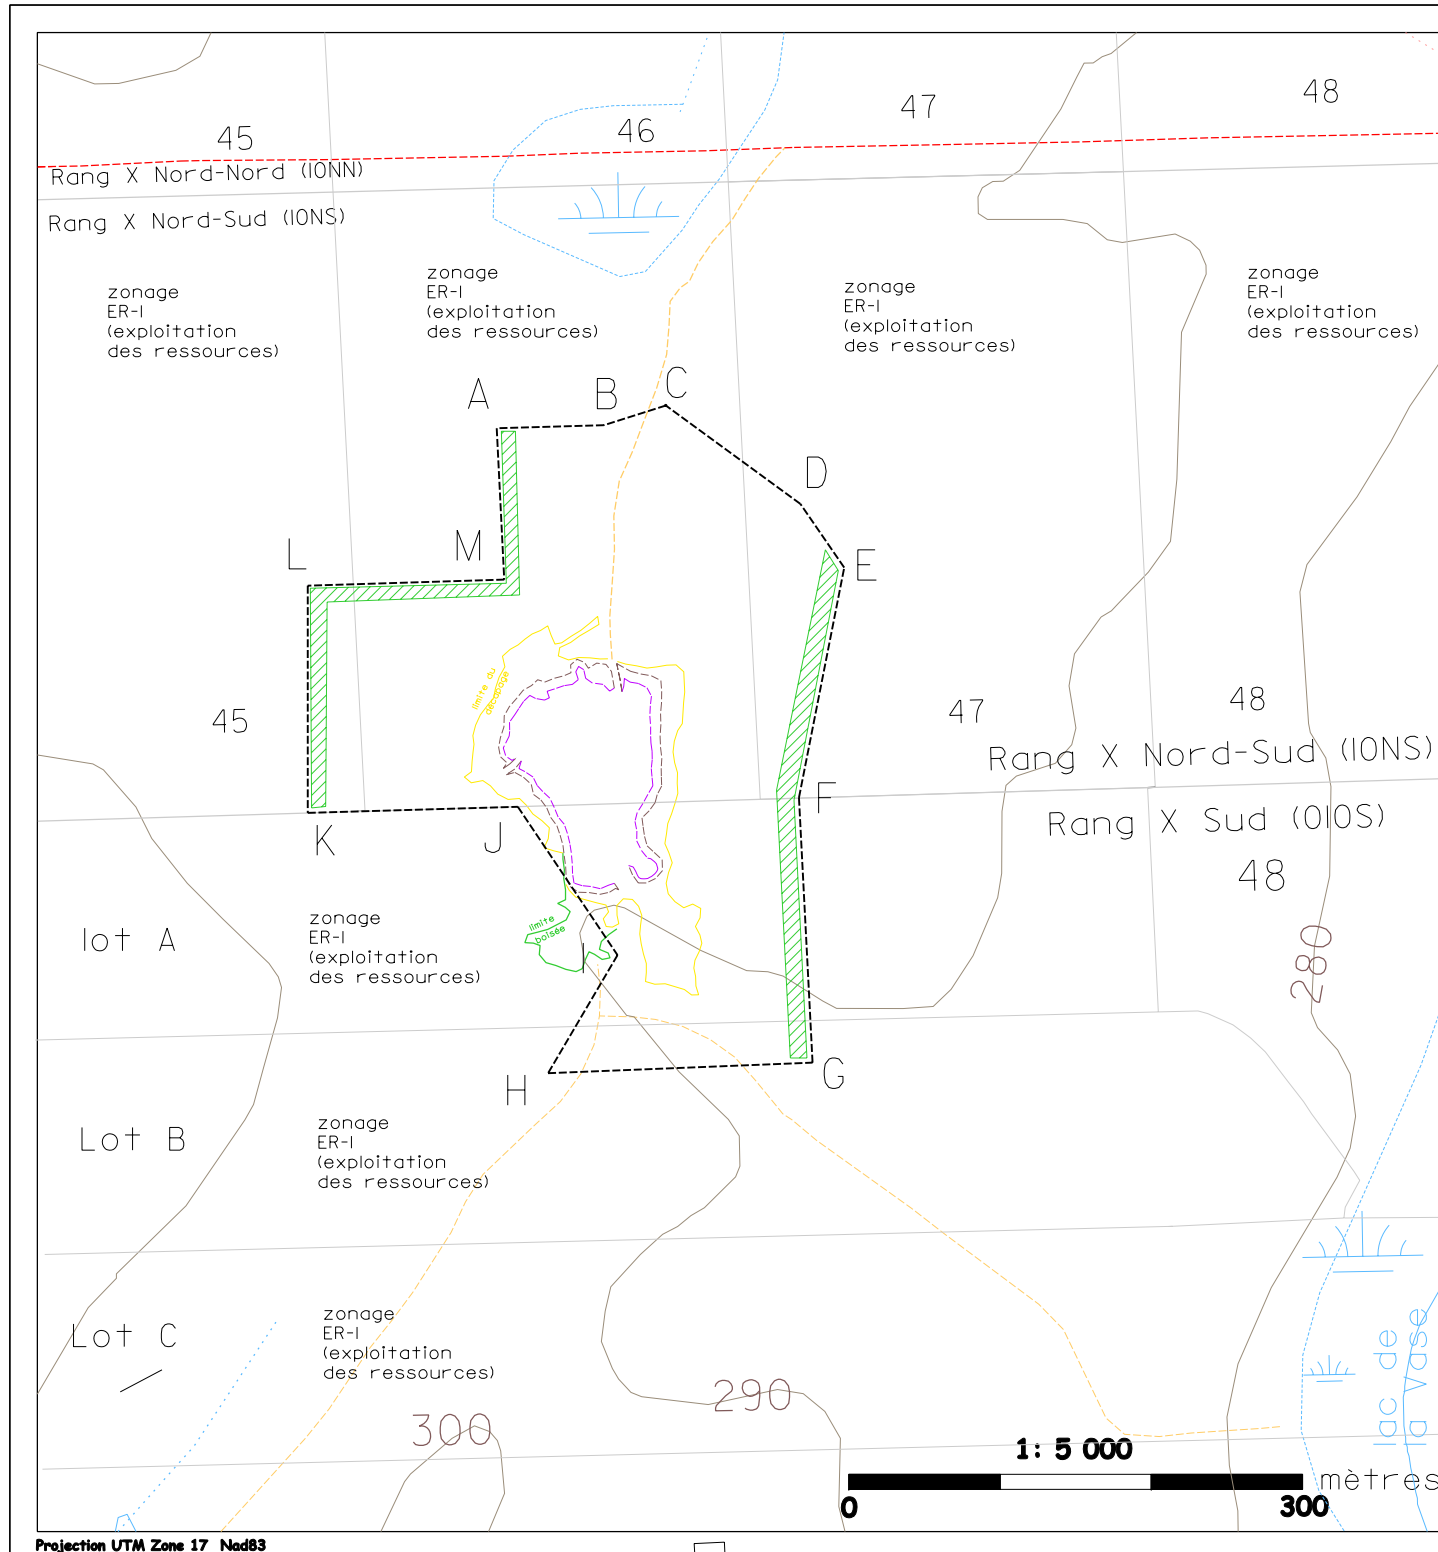 48
47
46
45
Rang X Nord-Nord (10NN)
Rang X Nord-Sud (10NS)
zonage
ER-1
(exploitation
des ressources)
zonage
ER-1
(exploitation
des ressources)
zonage
ER-1
(exploitation
des ressources)
zonage
ER-1
(exploitation
des ressources)
A
B
C
D
E
M
L
limite du
décapage
45
47
48
Rang X Nord-Sud (10NS)
F
K
J
Rang X Sud (010S)
48
lot A
zonage
ER-1
(exploitation
des ressources)
limite
boisée
I
280
G
H
Lot B
zonage
ER-1
(exploitation
des ressources)
Lot C
zonage
ER-1
(exploitation
des ressources)
lac de
la Vase
290
300
1: 5 000
mètres
0
300
Projection UTM Zone 17 Nad83